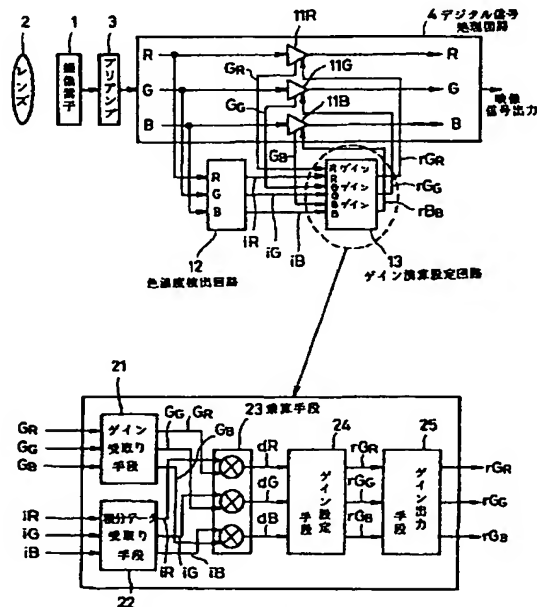 2
1
3
レンズ
撮像素子
プリアンプ
4 デジタル信号
処理回路
11R
R
R
GR
11G
G
G
GG
11B
B
B
GB
映像
信号出力
R
G
B
Rゲイン
R
Gゲイン
G
Bゲイン
B
rGR
rGG
rBB
iR
iG
iB
12
色温度検出回路
13
ゲイン演算設定回路
21
GR
GG
GB
ゲイン
受取り
手段
GG
GR
GB
23 乗算手段
24
25
dR
dG
dB
ゲイン設定
手段
rGR
rGG
rGB
ゲイン出力
手段
rGR
rGG
rGB
iR
iG
iB
積分データ
受取り
手段
iR
iG
iB
22